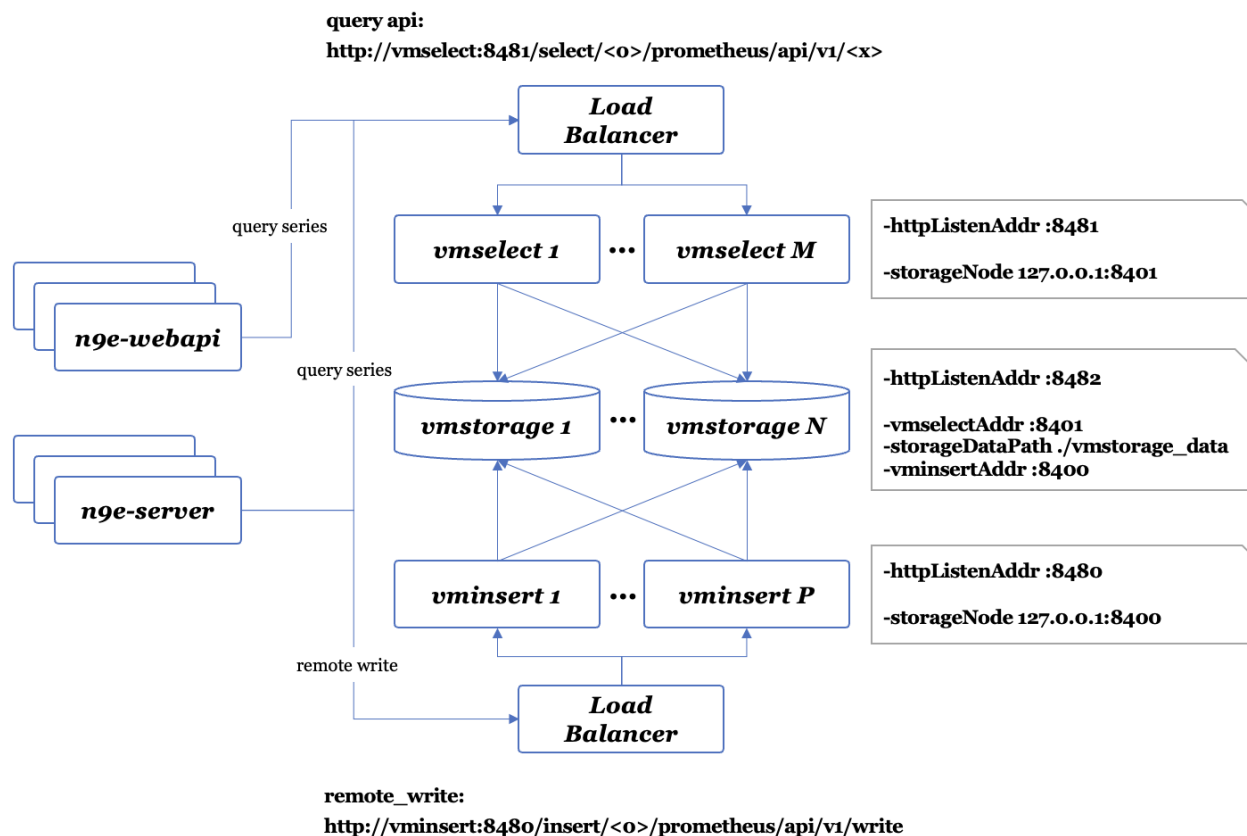 query api:
http://vmselect:8481/select/<0>/prometheus/api/v1/<x>
Load
Balancer
query series
vmselect 1
...
vmselect M
-httpListenAddr :8481
-storageNode 127.0.0.1:8401
n9e-webapi
query series
vmstorage 1
...
vmstorage N
-httpListenAddr :8482
-vmselectAddr :8401
-storageDataPath ./vmstorage_data
-vminsertAddr :8400
n9e-server
vminsert 1
...
vminsert P
-httpListenAddr :8480
-storageNode 127.0.0.1:8400
remote write
Load
Balancer
remote_write:
http://vminsert:8480/insert/<0>/prometheus/api/v1/write